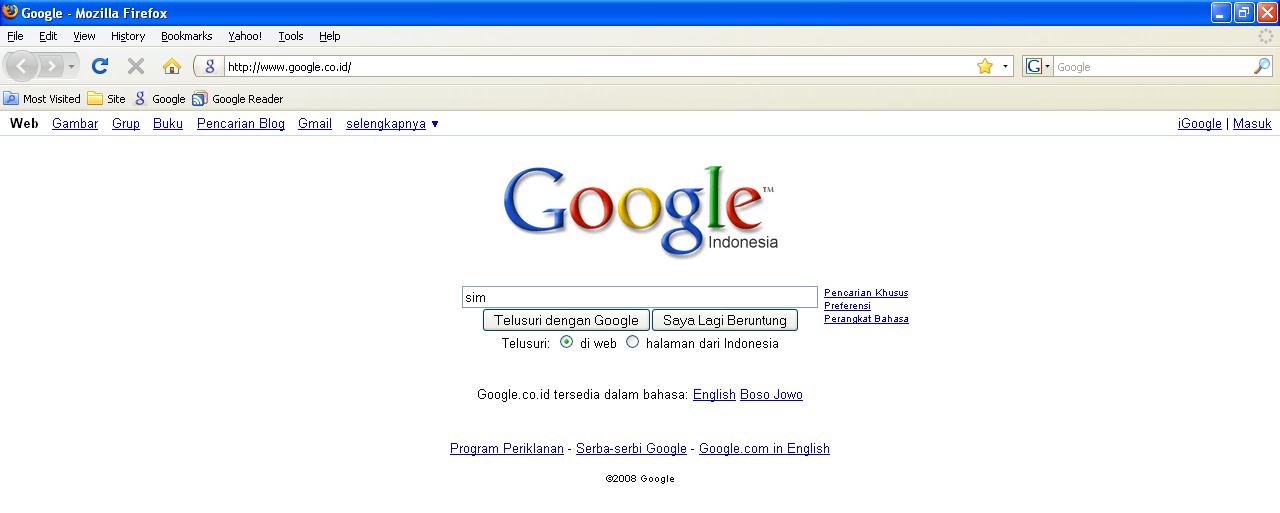 Google - Mozilla Firefox
File Edit View History Bookmarks Yahoo! Tools Help
http://www.google.co.id/ Google
Most Visited Site Google Google Reader
Web Gambar Grup Buku Pencarian Blog Gmail selengkapnya ▼ iGoogle | Masuk
Google™
Indonesia
sim
Pencarian Khusus
Preferensi
Perangkat Bahasa
Telusuri dengan Google Saya Lagi Beruntung
Telusuri: di web halaman dari Indonesia
Google.co.id tersedia dalam bahasa: English Boso Jowo
Program Periklanan - Serba-serbi Google - Google.com in English
©2008 Google